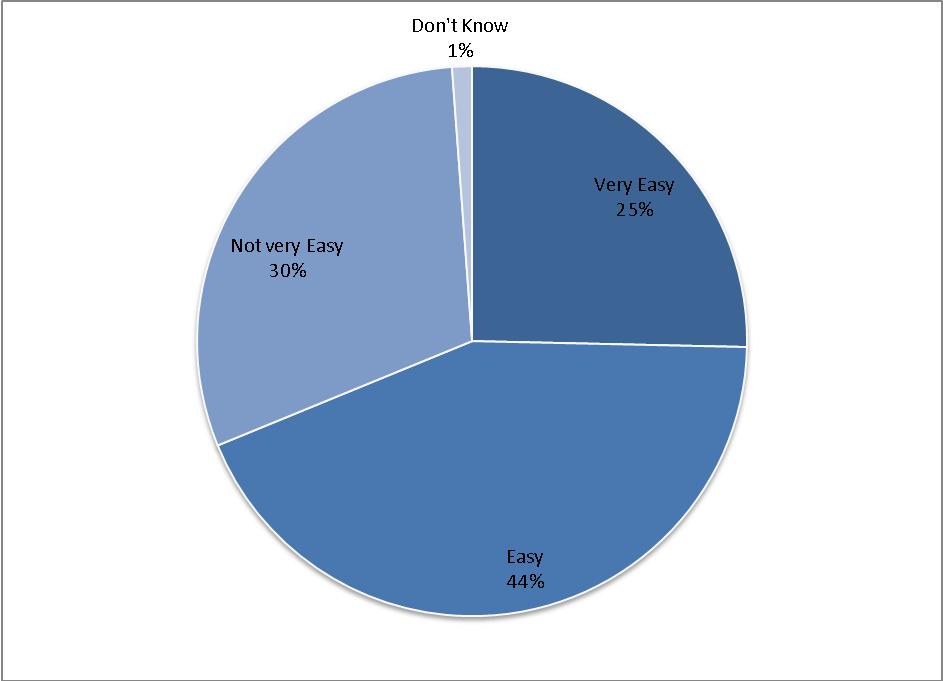 Don't Know
1%
Very Easy
25%
Not very Easy
30%
Easy
44%